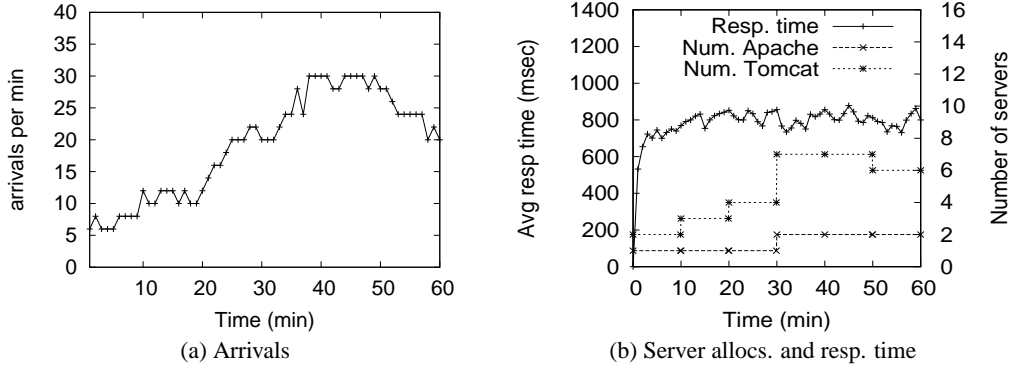 40
35
30
25
20
15
10
5
0
arrivals per min
10 20 30 40 50 60
Time (min)
(a) Arrivals
1400
1200
1000
800
600
400
200
0
Avg resp time (msec)
Resp. time
Num. Apache
Num. Tomcat
16
14
12
10
8
6
4
2
0
Number of servers
0 10 20 30 40 50 60
Time (min)
(b) Server allocs. and resp. time